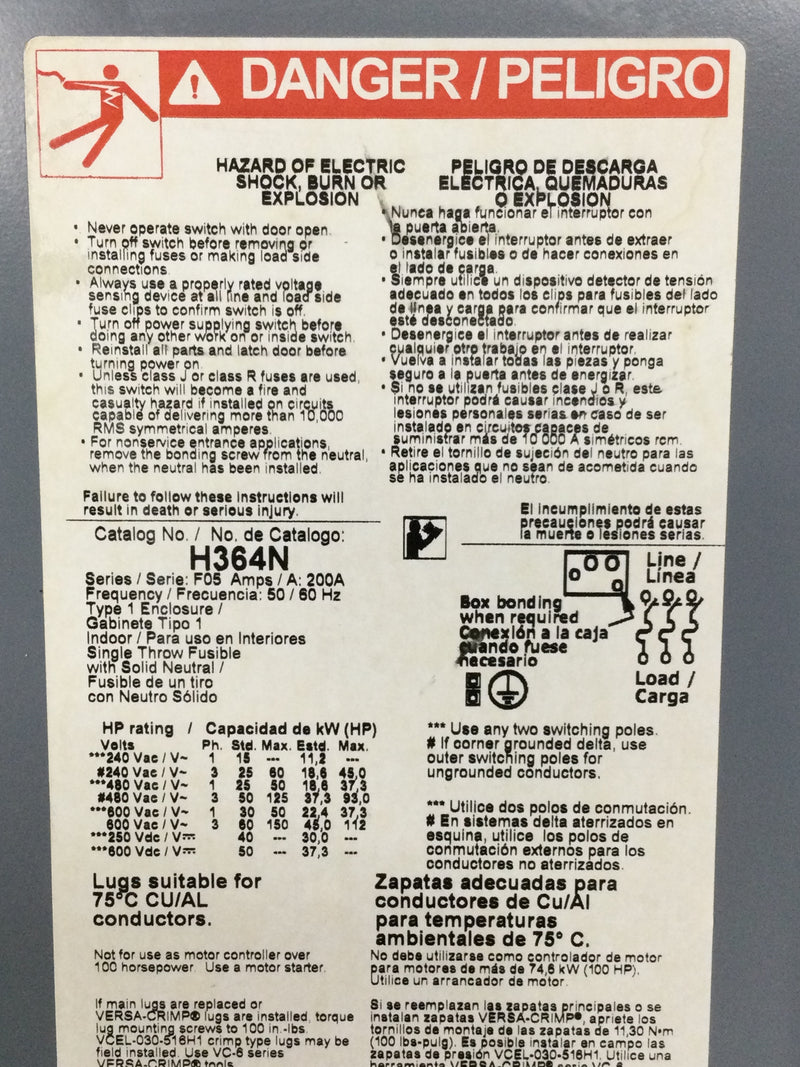 DANGER / PELIGRO
HAZARD OF ELECTRIC
SHOCK, BURN OR
EXPLOSION
• Never operate switch with door open.
• Turn off switch before removing or
installing fuses or making load side
connections.
• Always use a properly rated voltage
sensing device at all line and load side
fuse clips to confirm switch is off.
• Turn off power supplying switch before
doing any other work on or inside switch.
• Reinstall all parts and latch door before
turning power on.
• Unless class J or class R fuses are used,
this switch will become a fire and
casualty hazard if installed on circuits
capable of delivering more than 10,000
RMS symmetrical amperes.
• For nonservice entrance applications,
remove the bonding screw from the neutral,
when the neutral has been installed.
Failure to follow these instructions will
result in death or serious injury.
PELIGRO DE DESCARGA
ELÉCTRICA, QUEMADURAS
O EXPLOSIÓN
• Nunca haga funcionar el interruptor con
la puerta abierta.
• Desenergice el interruptor antes de extraer
o instalar fusibles o de hacer conexiones en
el lado de carga.
• Siempre utilice un dispositivo detector de tensión
adecuado en todos los clips para fusibles del lado
de línea y carga para confirmar que el interruptor
esté desconectado.
• Desenergice el interruptor antes de realizar
cualquier otro trabajo en el interruptor.
• Vuelva a instalar todas las piezas y ponga
seguro a la puerta antes de energizar.
• Si no se utilizan fusibles clase J o R, este
interruptor podrá causar incendios y
lesiones personales serias en caso de ser
instalado en circuitos capaces de
suministrar más de 10 000 A simétricos rcm.
• Retire el tornillo de sujeción del neutro para las
aplicaciones que no sean de acometida cuando
se ha instalado el neutro.
El incumplimiento de estas
precauciones podrá causar
la muerte o lesiones serias.
Catalog No. / No. de Catalogo:
H364N
Series / Serie: F05 Amps / A: 200A
Frequency / Frecuencia: 50 / 60 Hz
Type 1 Enclosure /
Gabinete Tipo 1
Indoor / Para uso en Interiores
Single Throw Fusible
with Solid Neutral /
Fusible de un tiro
con Neutro Sólido
Line /
Línea
Box bonding
when required
Conexión a la caja
cuando fuese
necesario
Load /
Carga
HP rating / Capacidad de kW (HP)
Volts Ph. Std. Max. Estd. Max.
***240 Vac / V~ 1 15 --- 11,2 ---
#240 Vac / V~ 3 25 60 18,6 45,0
***480 Vac / V~ 1 25 50 18,6 37,3
#480 Vac / V~ 3 50 125 37,3 93,0
***600 Vac / V~ 1 30 50 22,4 37,3
600 Vac / V~ 3 60 150 45,0 112
***250 Vdc / V⎓ 40 --- 30,0 ---
***600 Vdc / V⎓ 50 --- 37,3 ---
*** Use any two switching poles.
# If corner grounded delta, use
outer switching poles for
ungrounded conductors.
*** Utilice dos polos de conmutación.
# En sistemas delta aterrizados en
esquina, utilice los polos de
conmutación externos para los
conductores no aterrizados.
Lugs suitable for
75°C CU/AL
conductors.
Zapatas adecuadas para
conductores de Cu/Al
para temperaturas
ambientales de 75° C.
Not for use as motor controller over
100 horsepower. Use a motor starter.
No debe utilizarse como controlador de motor
para motores de más de 74,6 kW (100 HP).
Utilice un arrancador de motor.
If main lugs are replaced or
VERSA-CRIMP® lugs are installed, torque
lug mounting screws to 100 in.-lbs.
VCEL-030-516H1 crimp type lugs may be
field installed. Use VC-6 series
VERSA-CRIMP® tools.
Si se reemplazan las zapatas principales o se
instalan zapatas VERSA-CRIMP®, apriete los
tornillos de montaje de las zapatas de 11,30 N•m
(100 lbs-pulg). Es posible instalar en campo las
zapatas de presión VCEL-030-516H1. Utilice una
herramienta VERSA-CRIMP® serie VC-6